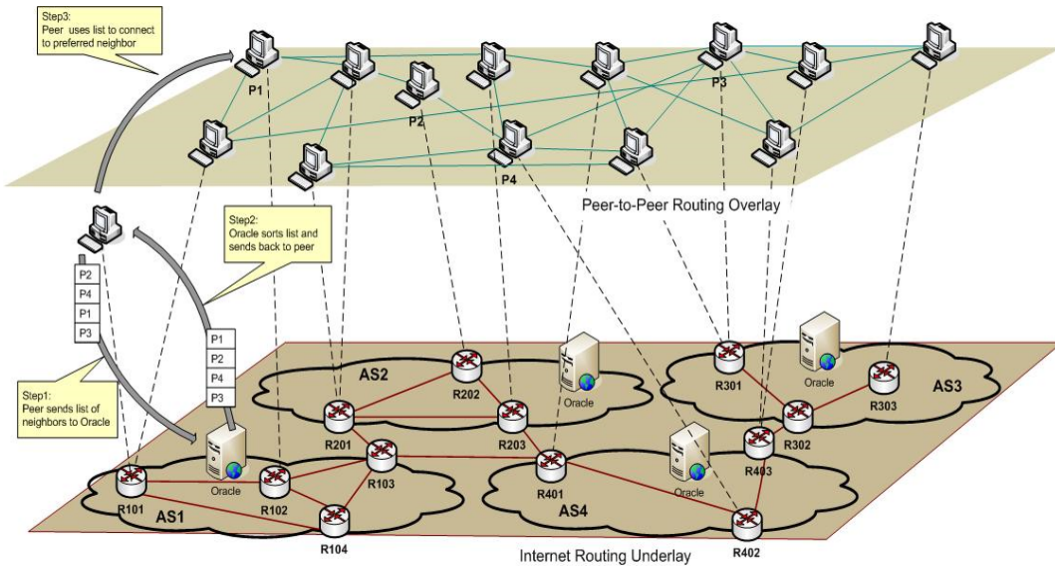 Step3:
Peer uses list to connect
to preferred neighbor
P1
P2
P3
P4
Peer-to-Peer Routing Overlay
Step2:
Oracle sorts list and
sends back to peer
P2
P4
P1
P3
P1
P2
P4
P3
Step1:
Peer sends list of
neighbors to Oracle
AS2
R202
Oracle
R301
Oracle
R303
AS3
R201
R203
R302
R403
Oracle
R103
R401
Oracle
R101
R102
AS1
AS4
R104
R402
Internet Routing Underlay